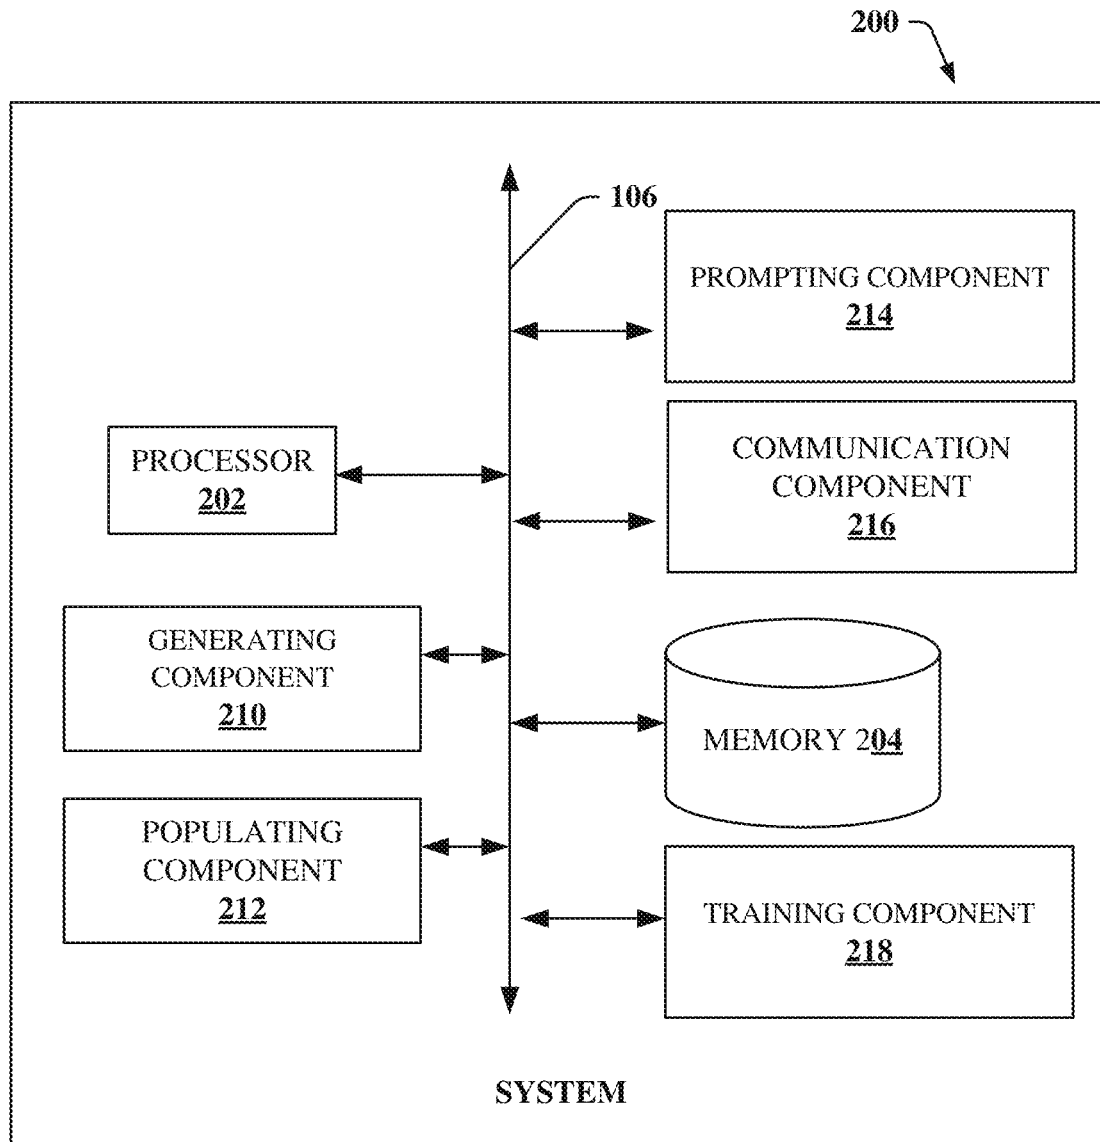 200
106
PROMPTING COMPONENT
214
COMMUNICATION
COMPONENT
216
PROCESSOR
202
GENERATING
COMPONENT
210
MEMORY 204
POPULATING
COMPONENT
212
TRAINING COMPONENT
218
SYSTEM